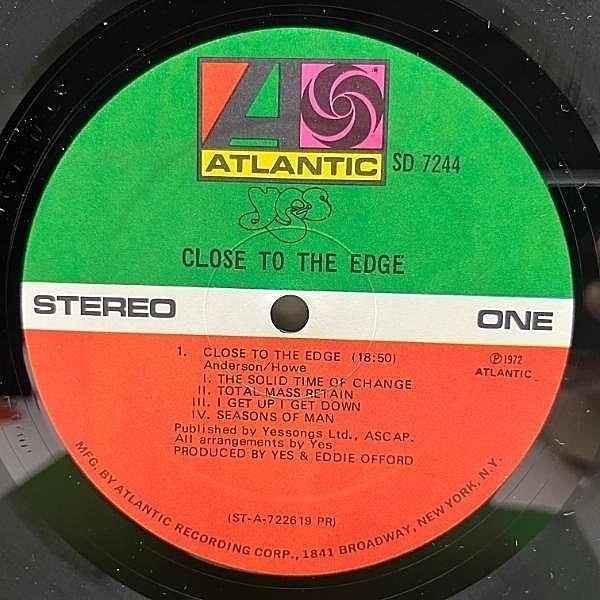 ATLANTIC
SD 7244
yes
CLOSE TO THE EDGE
STEREO
ONE
1. CLOSE TO THE EDGE (18:50)
Anderson/Howe
I. THE SOLID TIME OF CHANGE
II. TOTAL MASS RETAIN
III. I GET UP I GET DOWN
IV. SEASONS OF MAN
Published by Yessongs Ltd., ASCAP.
All arrangements by Yes
PRODUCED BY YES & EDDIE OFFORD
Ⓟ1972
ATLANTIC
(ST-A-722619 PR)
MFG. BY ATLANTIC RECORDING CORP., 1841 BROADWAY, NEW YORK, N.Y.